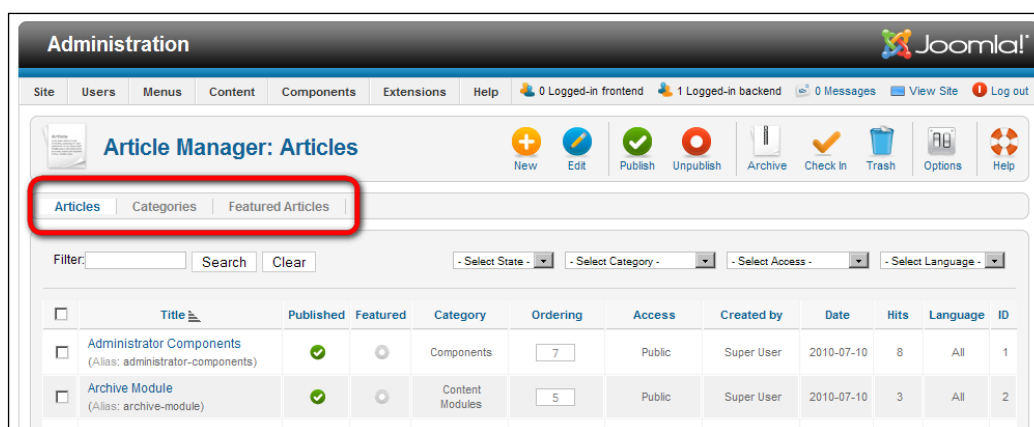 Administration
Joomla!
Site Users Menus Content Components Extensions Help 0 Logged-in frontend 1 Logged-in backend 0 Messages View Site Log out
Article Manager: Articles
New Edit Publish Unpublish Archive Check In Trash Options Help
Articles Categories Featured Articles
Filter: Search Clear - Select State - - Select Category - - Select Access - - Select Language -
Title Published Featured Category Ordering Access Created by Date Hits Language ID
Administrator Components
(Alias: administrator-components) Components 7 Public Super User 2010-07-10 8 All 1
Archive Module
(Alias: archive-module) Content Modules 5 Public Super User 2010-07-10 3 All 2